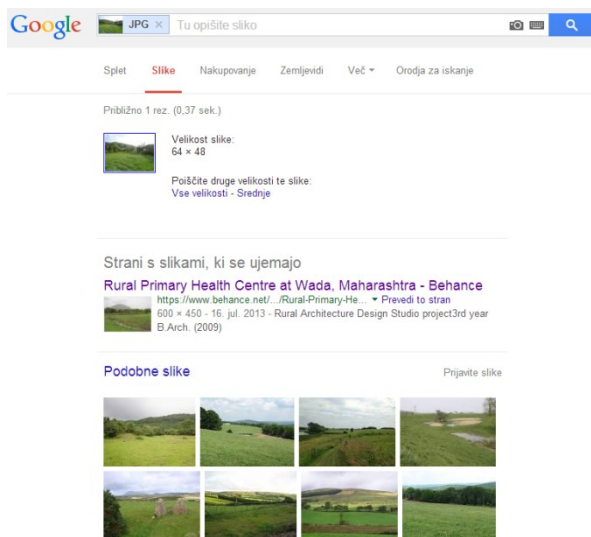 Google JPG × Tu opišite sliko
Splet Slike Nakupovanje Zemljevidi Več Orodja za iskanje
Približno 1 rez. (0,37 sek.)
Velikost slike:
64 × 48
Poiščite druge velikosti te slike:
Vse velikosti - Srednje
Strani s slikami, ki se ujemajo
Rural Primary Health Centre at Wada, Maharashtra - Behance
https://www.behance.net/.../Rural-Primary-He... Prevedi to stran
600 × 450 - 16. jul. 2013 - Rural Architecture Design Studio project3rd year
B.Arch. (2009)
Podobne slike Prijavite slike